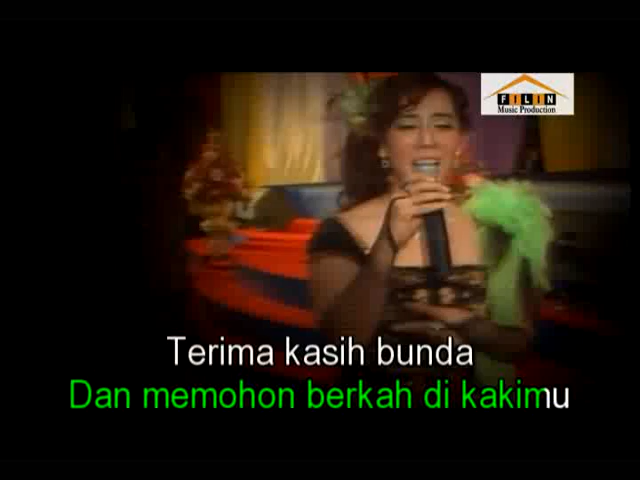 FILIN
Music Production
Terima kasih bunda
Dan memohon berkah di kakimu